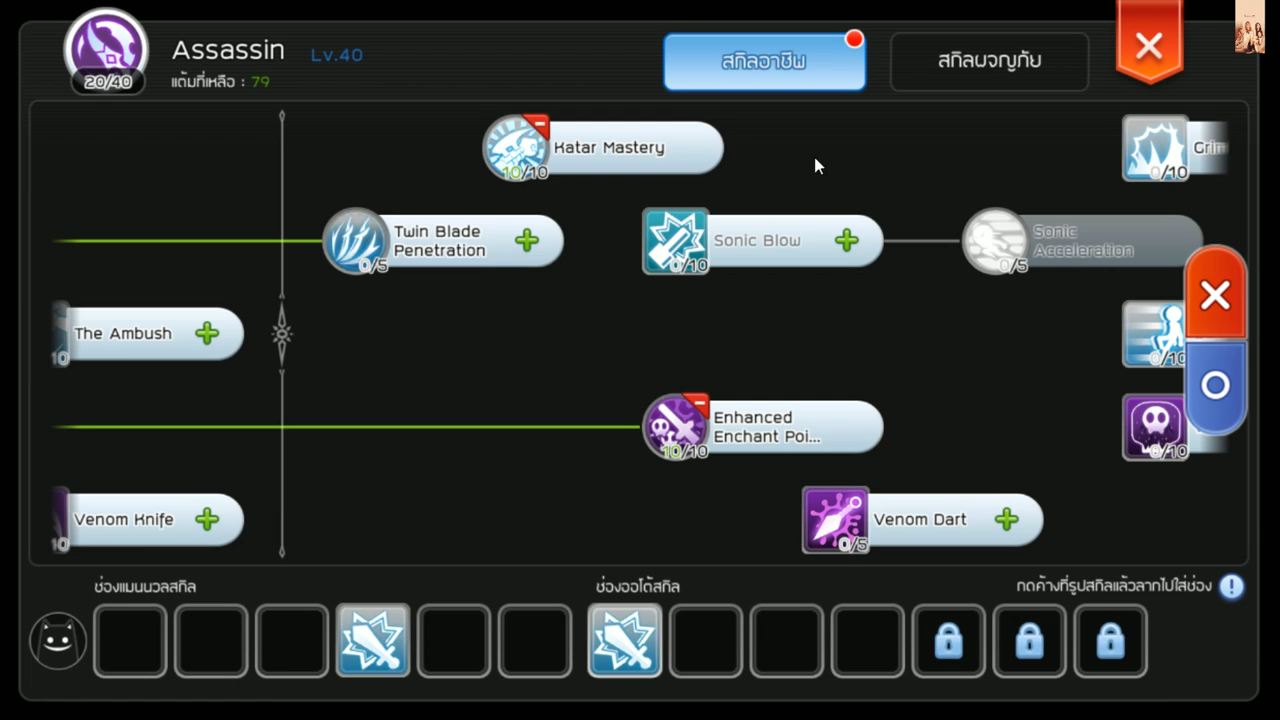 Assassin
Lv.40
20/40
แต้มที่เหลือ : 79
สกิลอาชีพ
สกิลผจญภัย
Katar Mastery
10/10
0/10
Twin Blade
Penetration
0/5
Sonic Blow
0/10
Sonic
Acceleration
0/5
The Ambush
10
0/10
Enhanced
Enchant Poi...
10/10
0/10
Venom Knife
10
Venom Dart
0/5
ช่องแมนนวลสกิล
ช่องออโต้สกิล
กดค้างที่รูปสกิลแล้วลากไปใส่ช่อง